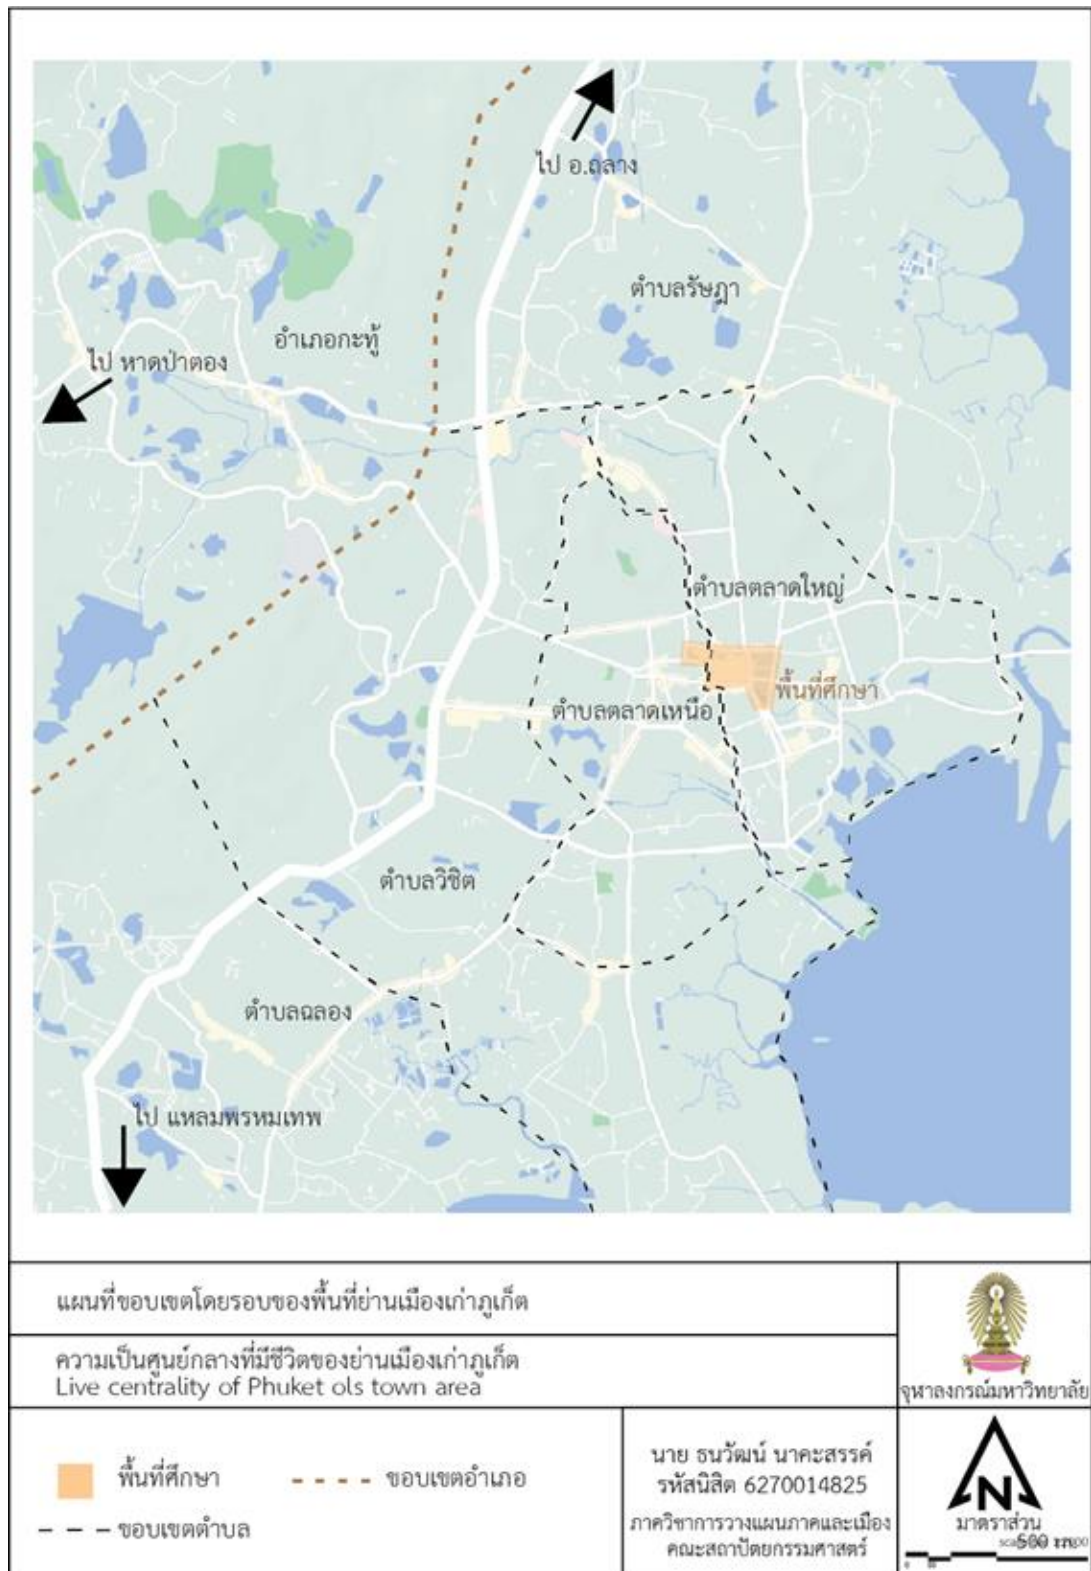 ไป อ.ถลาง
ตำบลรัษฎา
อำเภอกะทู้
ไป หาดป่าตอง
ตำบลตลาดใหญ่
พื้นที่ศึกษา
ตำบลตลาดเหนือ
ตำบลวิชิต
ตำบลฉลอง
ไป แหลมพรหมเทพ
แผนที่ขอบเขตโดยรอบของพื้นที่ย่านเมืองเก่าภูเก็ต
ความเป็นศูนย์กลางที่มีชีวิตของย่านเมืองเก่าภูเก็ต
Live centrality of Phuket ols town area
จุฬาลงกรณ์มหาวิทยาลัย
พื้นที่ศึกษา
ขอบเขตอำเภอ
ขอบเขตตำบล
นาย ธนวัฒน์ นาคะสรรค์
รหัสนิสิต 6270014825
ภาควิชาการวางแผนภาคและเมือง
คณะสถาปัตยกรรมศาสตร์
N
มาตราส่วน
500